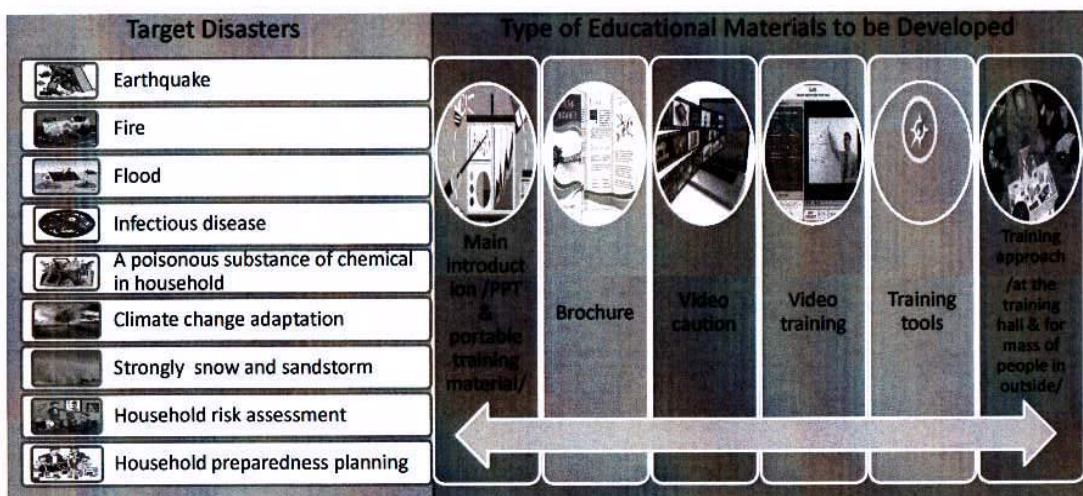 Target Disasters
Type of Educational Materials to be Developed
Earthquake
Fire
Flood
Infectious disease
A poisonous substance of chemical
in household
Climate change adaptation
Strongly snow and sandstorm
Household risk assessment
Household preparedness planning
Main
introduct
ion /PPT
&
portable
training
material/
Brochure
Video
caution
Video
training
Training
tools
Training
approach
/at the
training
hall & for
mass of
people in
outside/